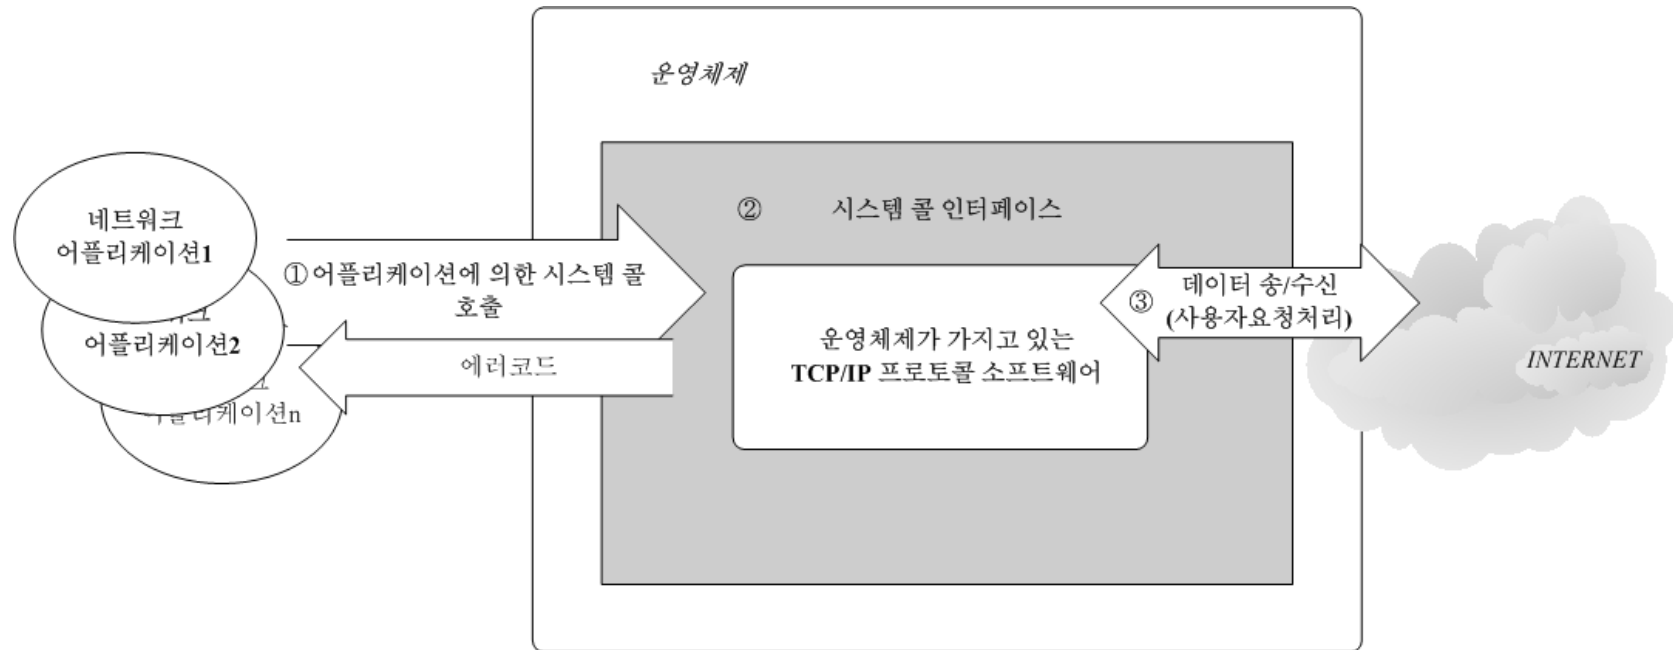 운영체제
네트워크
어플리케이션1
어플리케이션2
어플리케이션n
① 어플리케이션에 의한 시스템 콜
호출
에러코드
② 시스템 콜 인터페이스
운영체제가 가지고 있는
TCP/IP 프로토콜 소프트웨어
③ 데이터 송/수신
(사용자요청처리)
INTERNET